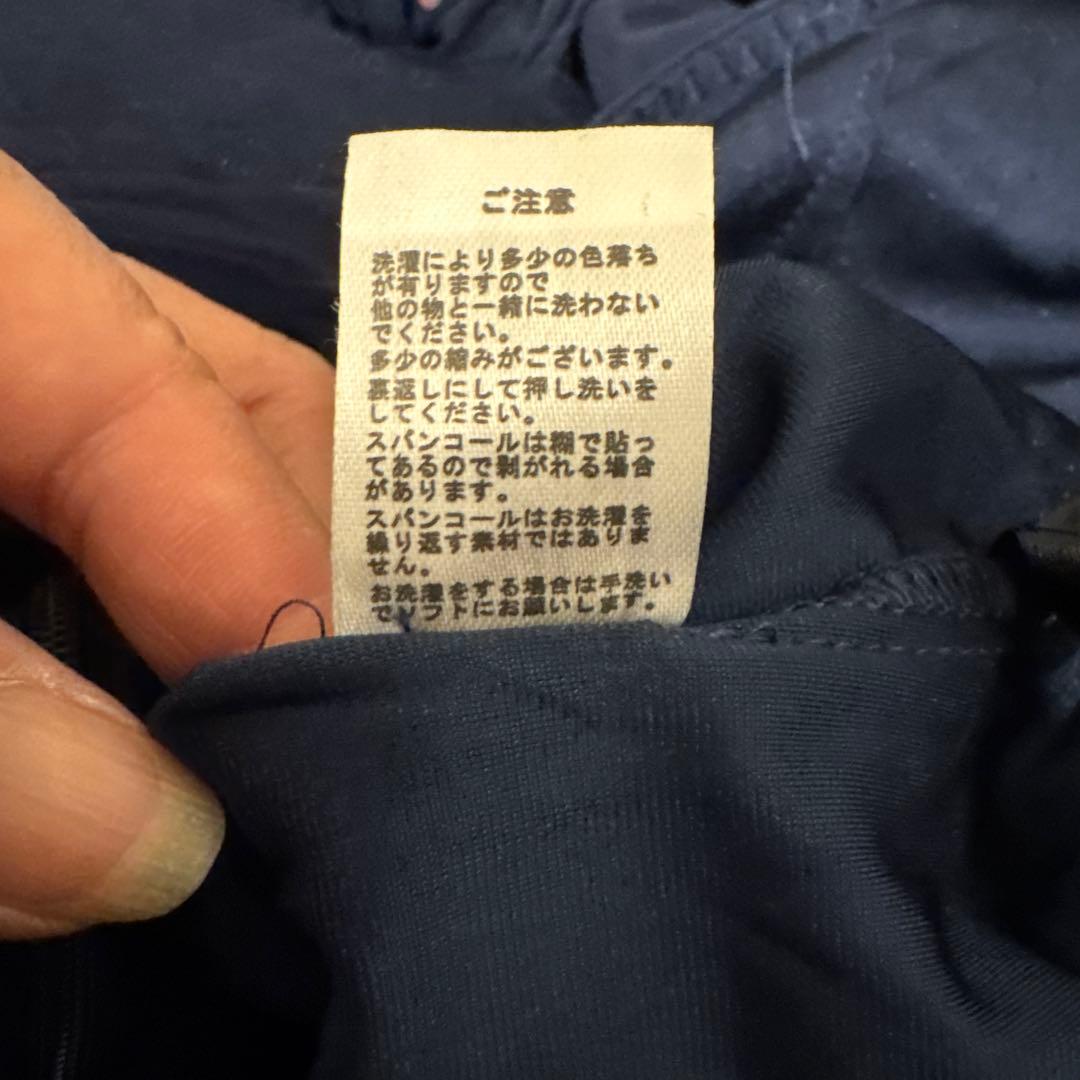 ご注意
洗濯により多少の色落ち
が有りますので
他の物と一緒に洗わない
でください。
多少の縮みがございます。
裏返しにして押し洗いを
してください。
スパンコールは糊で貼っ
てあるので剥がれる場合
があります。
スパンコールはお洗濯を
繰り返す素材ではありま
せん。
お洗濯をする場合は手洗い
でソフトにお願いします。